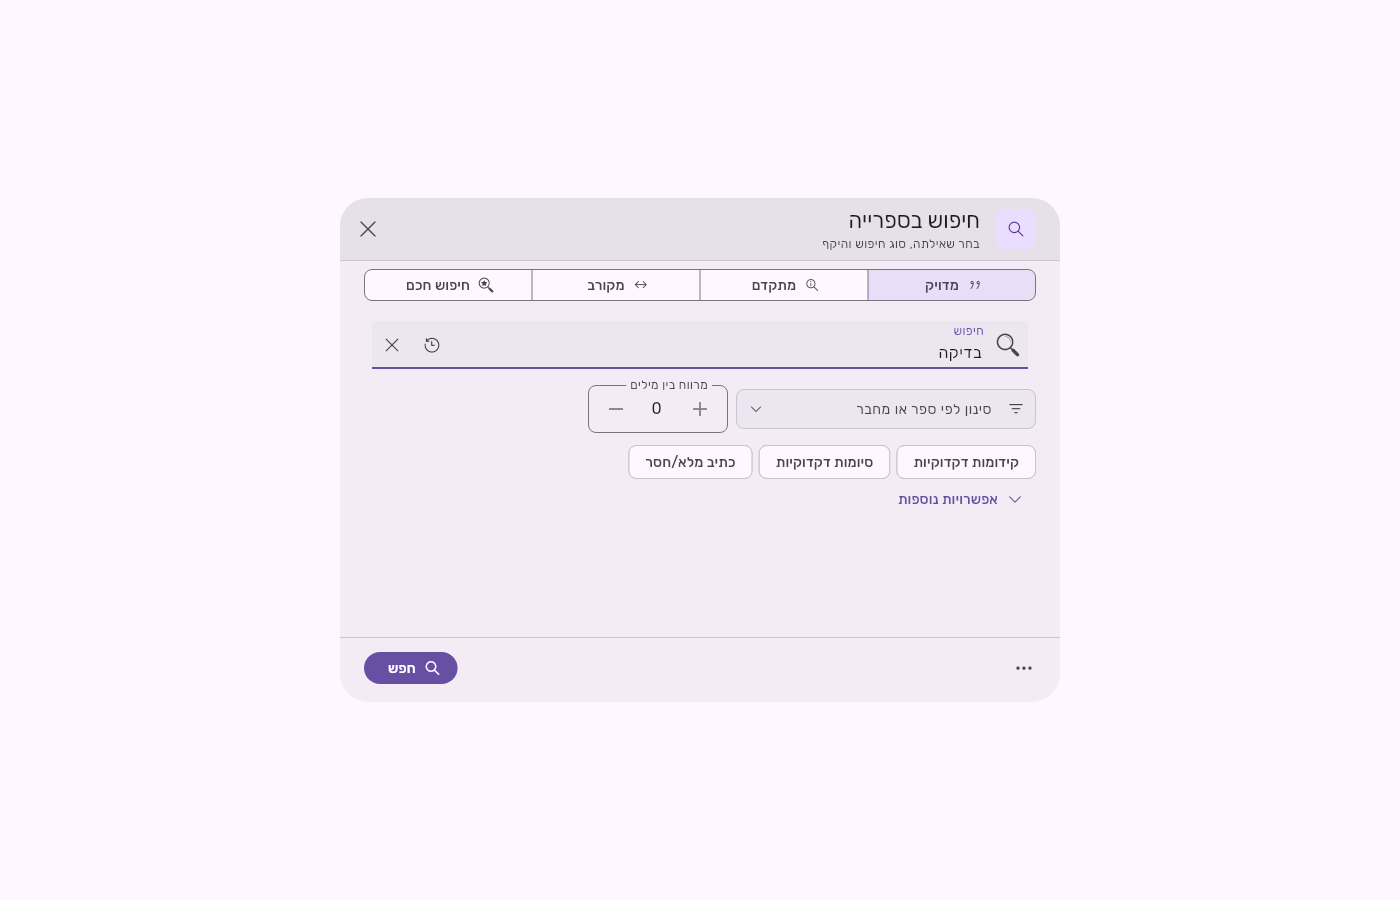 חיפוש בספרייה
בחר שאילתה, סוג חיפוש והיקף
מדויק
מתקדם
מקורב
חיפוש חכם
חיפוש
בדיקה
סינון לפי ספר או מחבר
מרווח בין מילים
0
קידומות דקדוקיות
סיומות דקדוקיות
כתיב מלא/חסר
אפשרויות נוספות
חפש